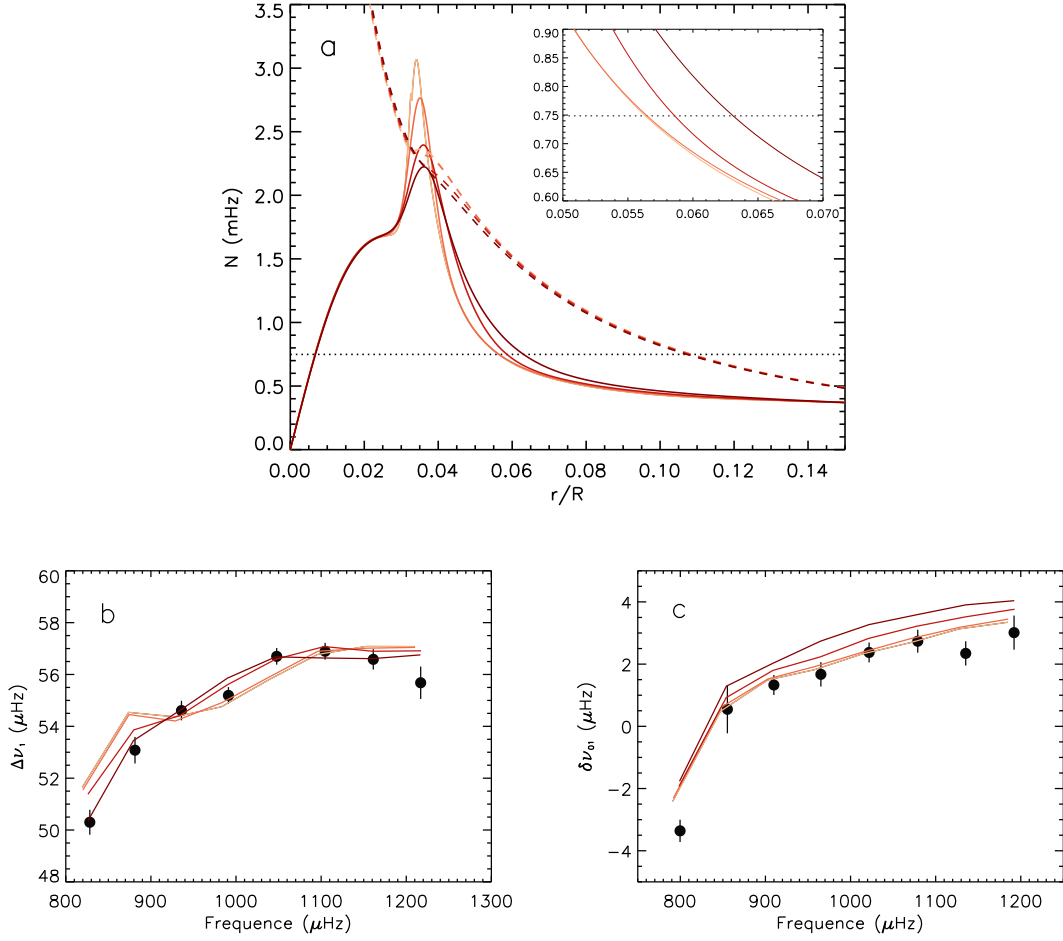 a
N (mHz)
3.5
3.0
2.5
2.0
1.5
1.0
0.5
0.0
0.00 0.02 0.04 0.06 0.08 0.10 0.12 0.14
r/R
0.90
0.85
0.80
0.75
0.70
0.65
0.60
0.050 0.055 0.060 0.065 0.070
b
Δν₁ (μHz)
60
58
56
54
52
50
48
800 900 1000 1100 1200 1300
Frequence (μHz)
c
δν₀₁ (μHz)
4
2
0
−2
−4
800 900 1000 1100 1200
Frequence (μHz)